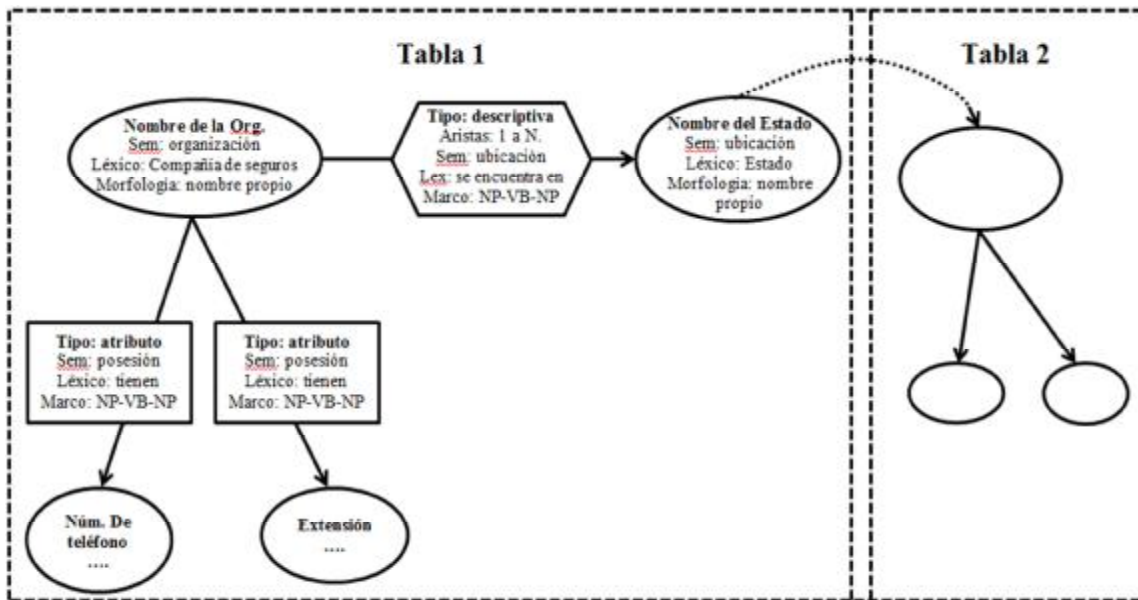 Tabla 1
Tabla 2
Nombre de la Org.
Sem: organización
Léxico: Compañia de seguros
Morfología: nombre propio
Tipo: descriptiva
Aristas: 1 a N.
Sem: ubicación
Lex: se encuentra en
Marco: NP-VB-NP
Nombre del Estado
Sem: ubicación
Léxico: Estado
Morfología: nombre
propio
Tipo: atributo
Sem: posesión
Léxico: tienen
Marco: NP-VB-NP
Tipo: atributo
Sem: posesión
Léxico: tienen
Marco: NP-VB-NP
Núm. De
teléfono
....
Extensión
....